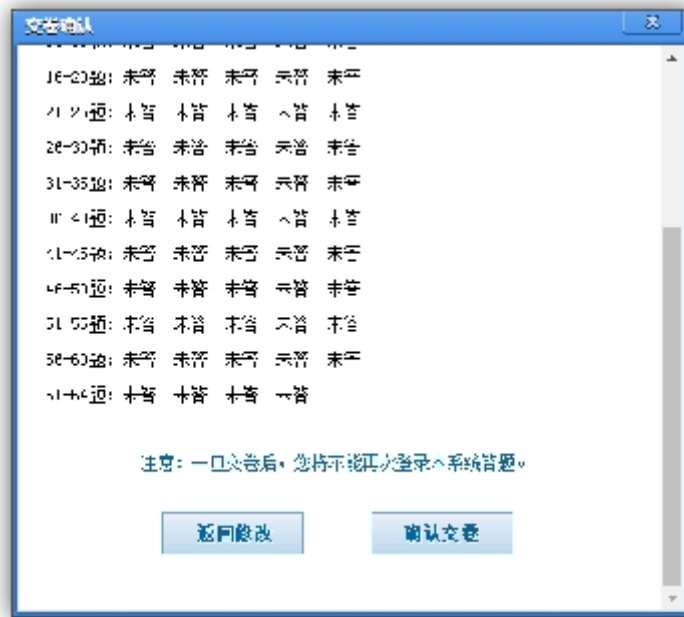 交卷确认
16-20题: 未答 未答 未答 未答 未答
21-25题: 未答 未答 未答 未答 未答
26-30题: 未答 未答 未答 未答 未答
31-35题: 未答 未答 未答 未答 未答
36-40题: 未答 未答 未答 未答 未答
41-45题: 未答 未答 未答 未答 未答
46-50题: 未答 未答 未答 未答 未答
51-55题: 未答 未答 未答 未答 未答
56-60题: 未答 未答 未答 未答 未答
61-64题: 未答 未答 未答 未答
注意：一旦交卷后，您将不能再次登录本系统答题。
返回修改 确认交卷